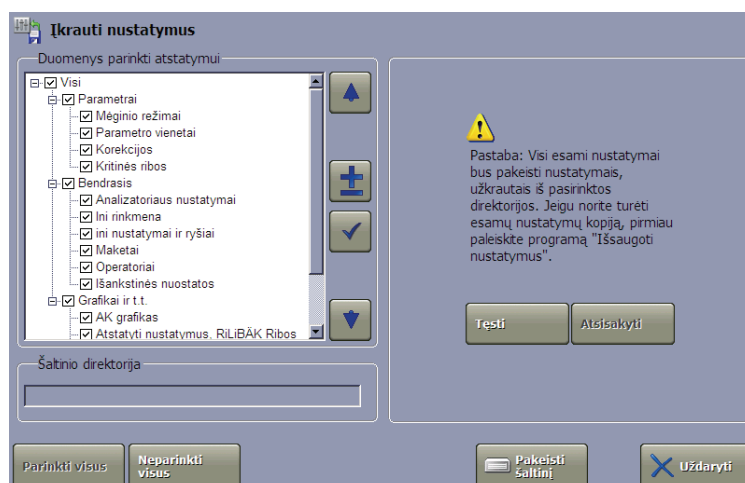 Įkrauti nustatymus
Duomenys parinkti atstatymui
Visi
Parametrai
Mėginio režimai
Parametro vienetai
Korekcijos
Kritinės ribos
Bendrasis
Analizatoriaus nustatymai
Ini rinkmena
ini nustatymai ir ryšiai
Maketai
Operatoriai
Išankstinės nuostatos
Grafikai ir t.t.
AK grafikas
Atstatyti nustatymus, RiLiBÄK Ribos
Šaltinio direktorija
Pastaba: Visi esami nustatymai
bus pakeisti nustatymais,
užkrautais iš pasirinktos
direktorijos. Jeigu norite turėti
esamų nustatymų kopiją, pirmiau
paleiskite programą "Išsaugoti
nustatymus".
Tęsti
Atsisakyti
Parinkti visus
Neparinkti
visus
Pakeisti
šaltinį
Uždaryti